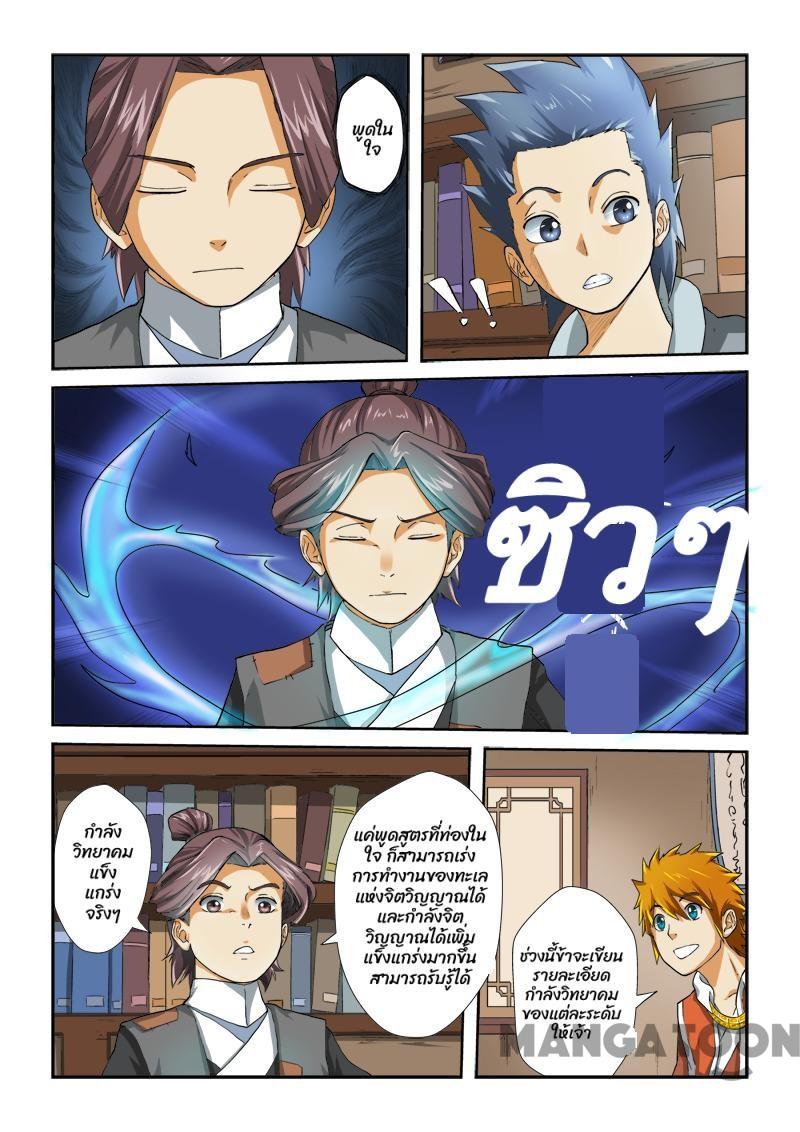 พูดใน
ใจ
ซิวๆ
กำลัง
วิทยาคม
แข็ง
แกร่ง
จริงๆ
แค่พูดสูตรที่ท่องใน
ใจ ก็สามารถเร่ง
การทำงานของทะเล
แห่งจิตวิญญาณได้
และกำลังจิต
วิญญาณได้เพิ่ม
แข็งแกร่งมากขึ้น
สามารถรับรู้ได้
ช่วงนี้ข้าจะเขียน
รายละเอียด
กำลังวิทยาคม
ของแต่ละระดับ
ให้เจ้า
MANGATOON